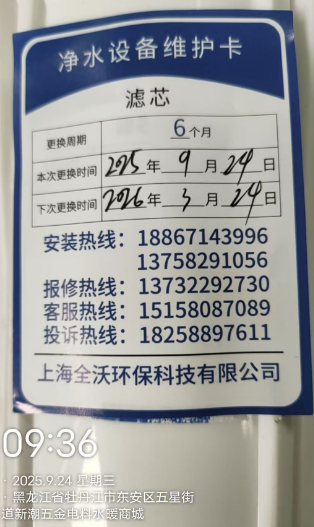 净水设备维护卡
滤芯
更换周期 6个月
本次更换时间 2025年9月24日
下次更换时间 2026年3月24日
安装热线：18867143996
13758291056
报修热线：13732292730
客服热线：15158087089
投诉热线：18258897611
上海全沃环保科技有限公司
09:36
· 2025.9.24 星期三
· 黑龙江省牡丹江市东安区五星街
道新潮五金电料水暖商城